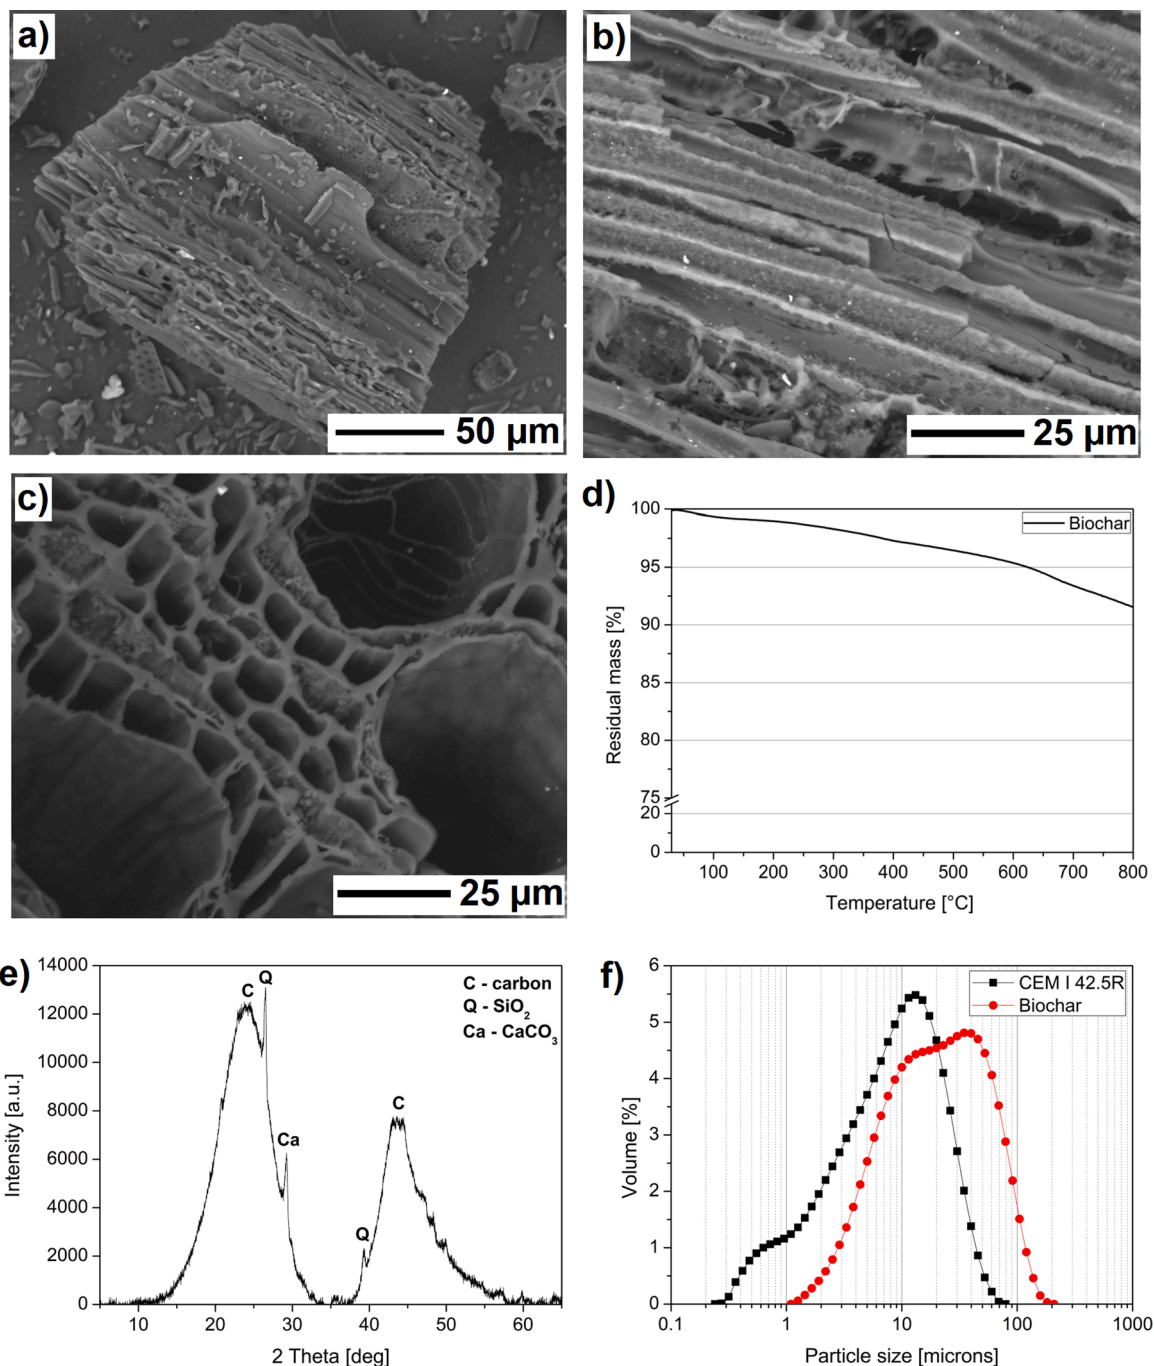 a)
50 µm
b)
25 µm
c)
25 µm
d)
100
95
90
85
80
75
20
0
Residual mass [%]
Biochar
100 200 300 400 500 600 700 800
Temperature [°C]
e)
14000
12000
10000
8000
6000
4000
2000
0
Intensity [a.u.]
C
Q
Ca
Q
C
C - carbon
Q - SiO₂
Ca - CaCO₃
10 20 30 40 50 60
2 Theta [deg]
f)
6
5
4
3
2
1
0
Volume [%]
CEM I 42.5R
Biochar
0.1 1 10 100 1000
Particle size [microns]